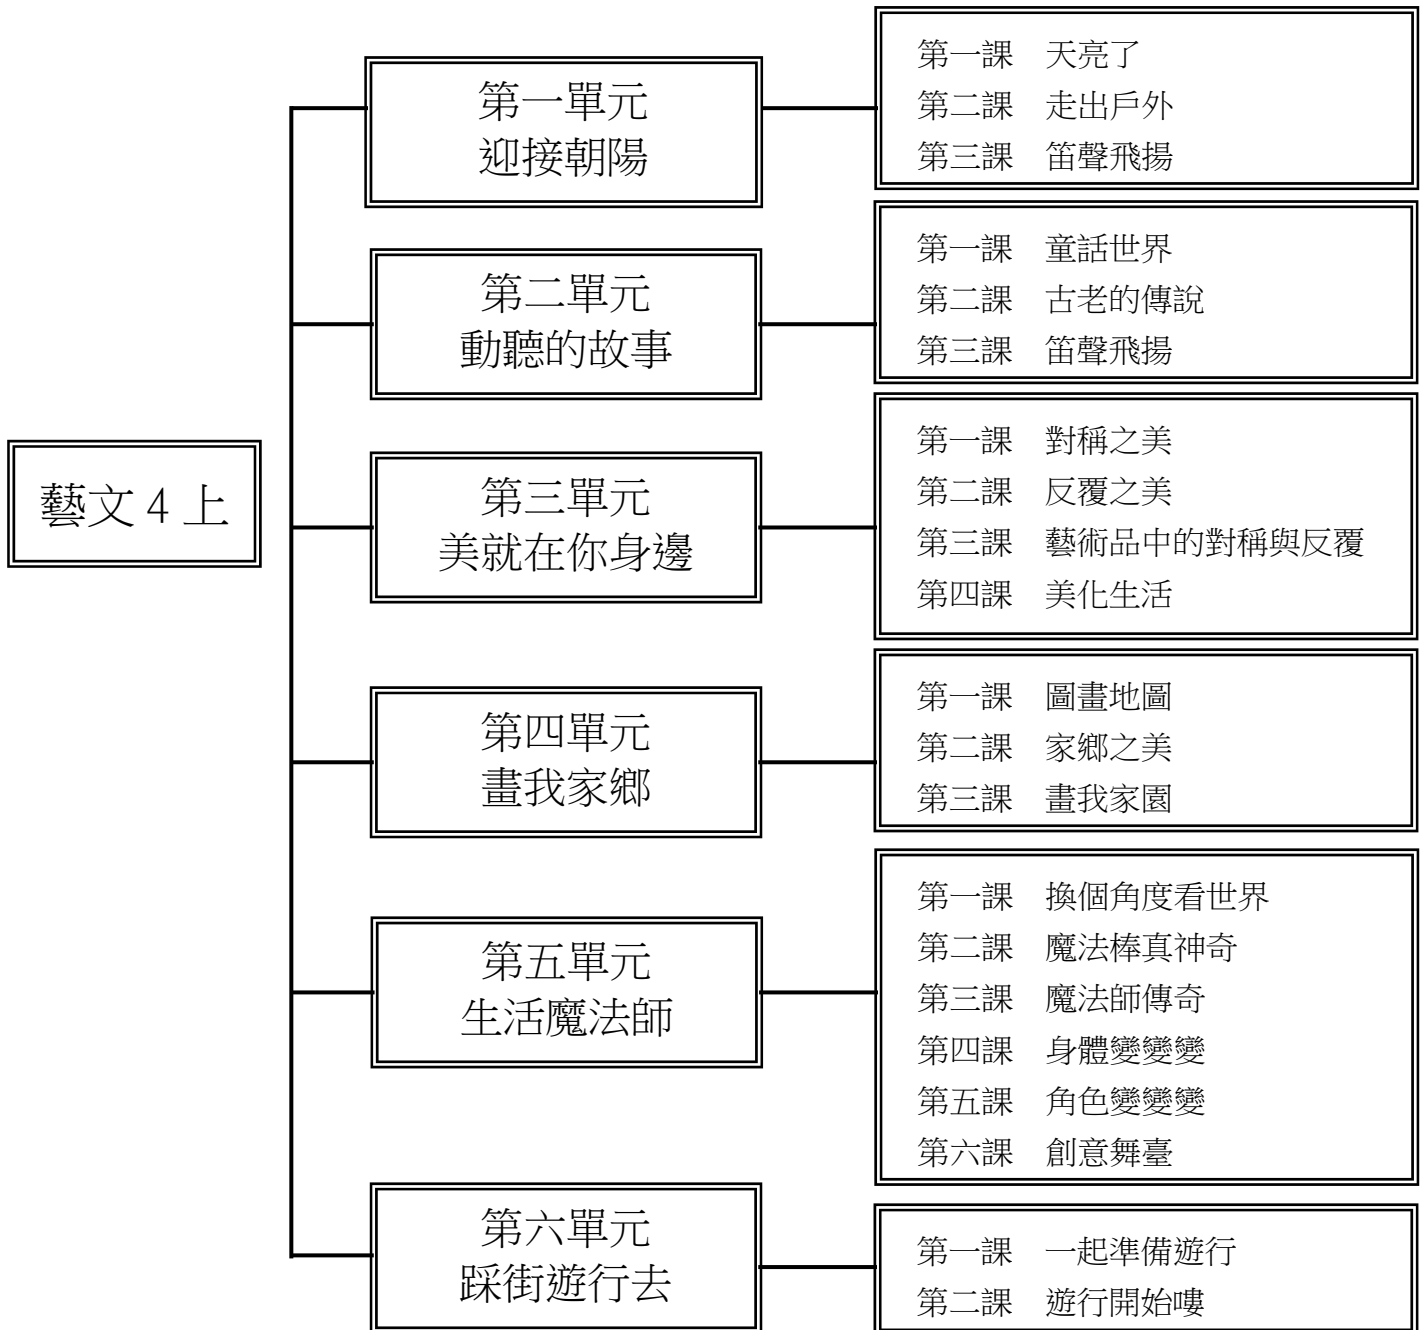 藝文4上
第一單元
迎接朝陽
第一課 天亮了
第二課 走出戶外
第三課 笛聲飛揚
第二單元
動聽的故事
第一課 童話世界
第二課 古老的傳說
第三課 笛聲飛揚
第三單元
美就在你身邊
第一課 對稱之美
第二課 反覆之美
第三課 藝術品中的對稱與反覆
第四課 美化生活
第四單元
畫我家鄉
第一課 圖畫地圖
第二課 家鄉之美
第三課 畫我家園
第五單元
生活魔法師
第一課 換個角度看世界
第二課 魔法棒真神奇
第三課 魔法師傳奇
第四課 身體變變變
第五課 角色變變變
第六課 創意舞臺
第六單元
踩街遊行去
第一課 一起準備遊行
第二課 遊行開始嘍